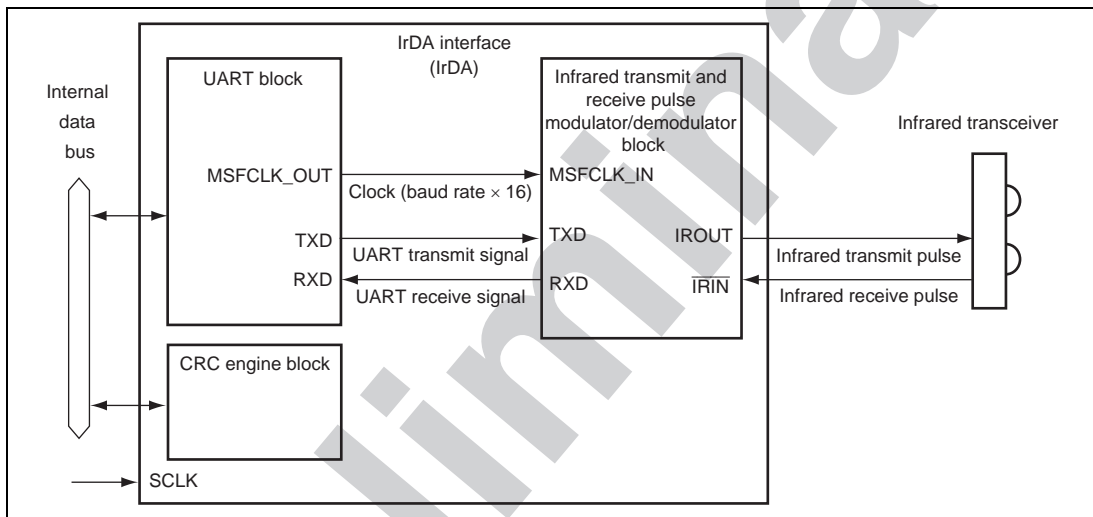 IrDA interface
(IrDA)
Internal
data
bus
UART block
MSFCLK_OUT
TXD
RXD
Clock (baud rate × 16)
UART transmit signal
UART receive signal
Infrared transmit and
receive pulse
modulator/demodulator
block
MSFCLK_IN
TXD
RXD
IROUT
IRIN
Infrared transmit pulse
Infrared receive pulse
Infrared transceiver
CRC engine block
SCLK